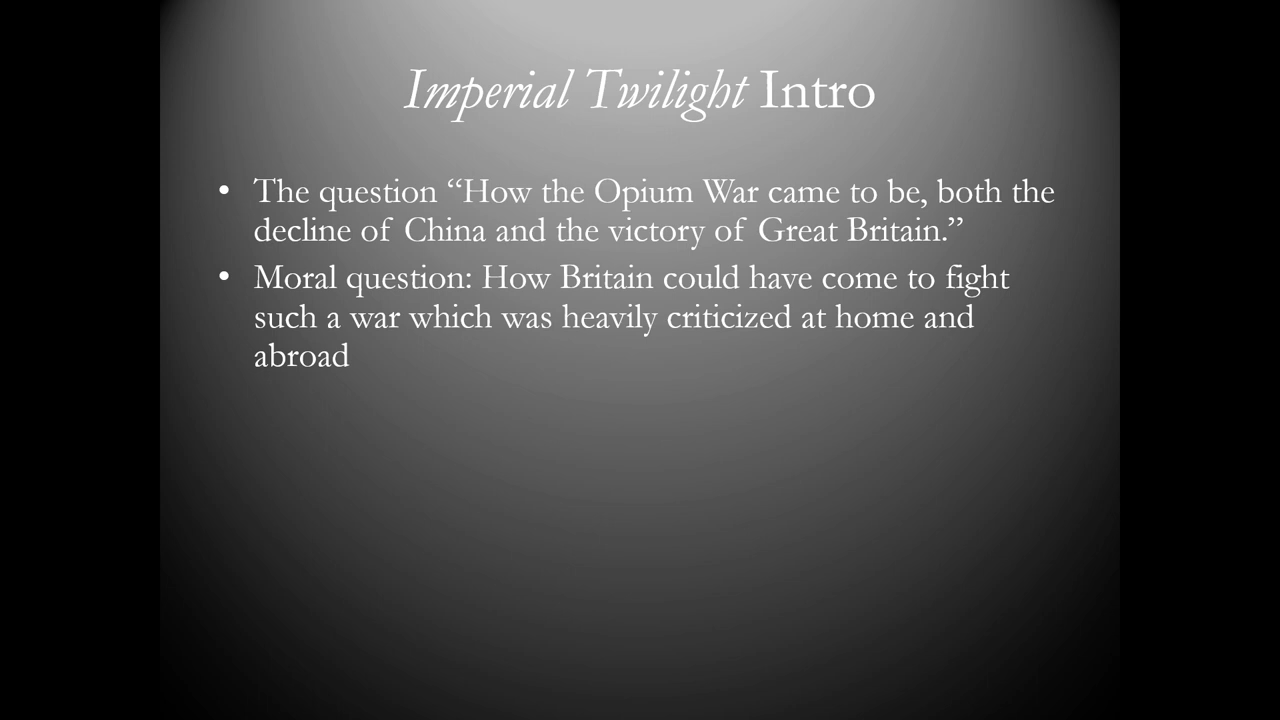 Imperial Twilight Intro
• The question “How the Opium War came to be, both the
decline of China and the victory of Great Britain.”
• Moral question: How Britain could have come to fight
such a war which was heavily criticized at home and
abroad